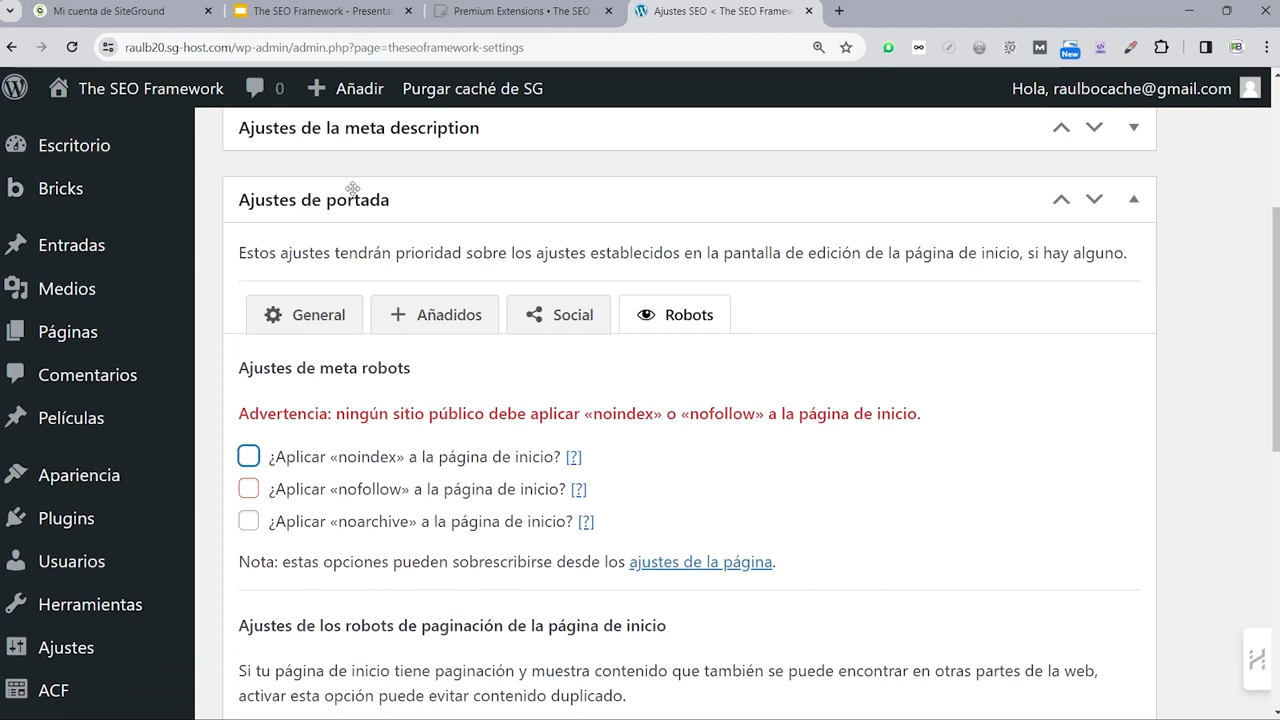 Mi cuenta de SiteGround
The SEO Framework - Presenta
Premium Extensions • The SEO
Ajustes SEO < The SEO Framew
raulb20.sg-host.com/wp-admin/admin.php?page=theseoframework-settings
New
The SEO Framework
0
Añadir
Purgar caché de SG
Hola, raulbocache@gmail.com
Escritorio
Bricks
Entradas
Medios
Páginas
Comentarios
Películas
Apariencia
Plugins
Usuarios
Herramientas
Ajustes
ACF
Ajustes de la meta description
Ajustes de portada
Estos ajustes tendrán prioridad sobre los ajustes establecidos en la pantalla de edición de la página de inicio, si hay alguno.
General
Añadidos
Social
Robots
Ajustes de meta robots
Advertencia: ningún sitio público debe aplicar «noindex» o «nofollow» a la página de inicio.
¿Aplicar «noindex» a la página de inicio? [?]
¿Aplicar «nofollow» a la página de inicio? [?]
¿Aplicar «noarchive» a la página de inicio? [?]
Nota: estas opciones pueden sobrescribirse desde los ajustes de la página.
Ajustes de los robots de paginación de la página de inicio
Si tu página de inicio tiene paginación y muestra contenido que también se puede encontrar en otras partes de la web,
activar esta opción puede evitar contenido duplicado.